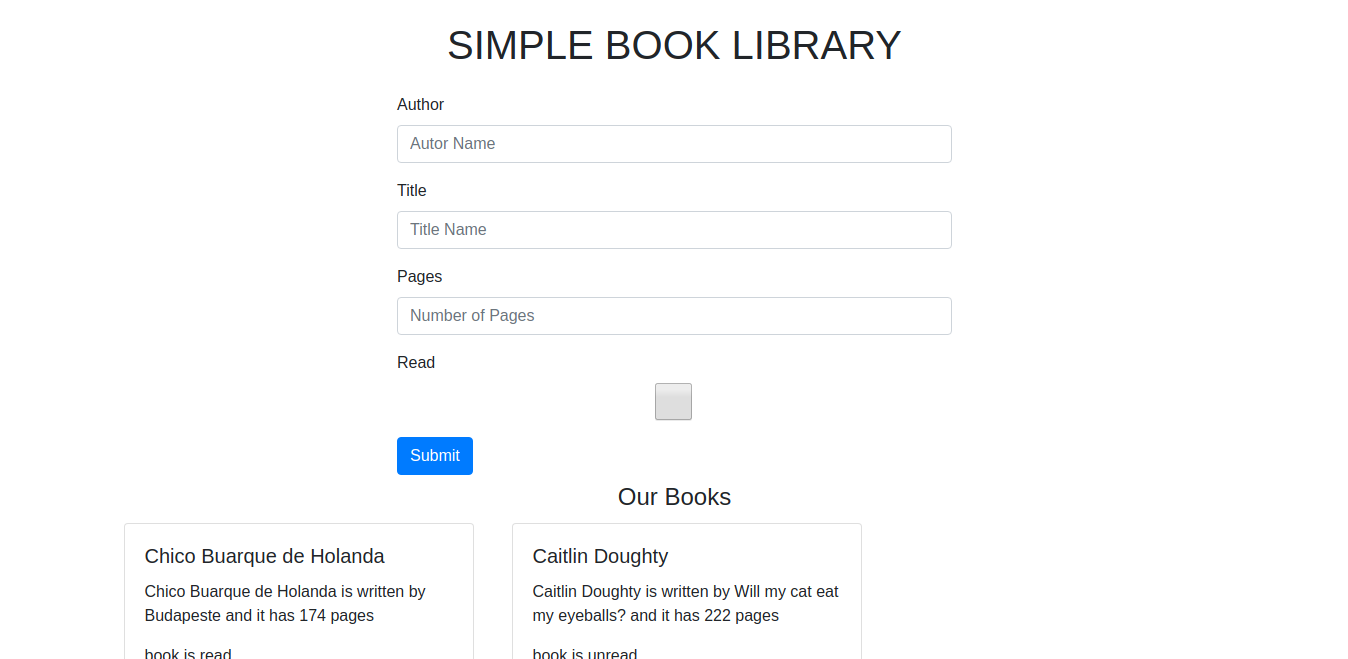 SIMPLE BOOK LIBRARY
Author
Autor Name
Title
Title Name
Pages
Number of Pages
Read
Submit
Our Books
Chico Buarque de Holanda
Chico Buarque de Holanda is written by
Budapeste and it has 174 pages
book is read
Caitlin Doughty
Caitlin Doughty is written by Will my cat eat
my eyeballs? and it has 222 pages
book is unread